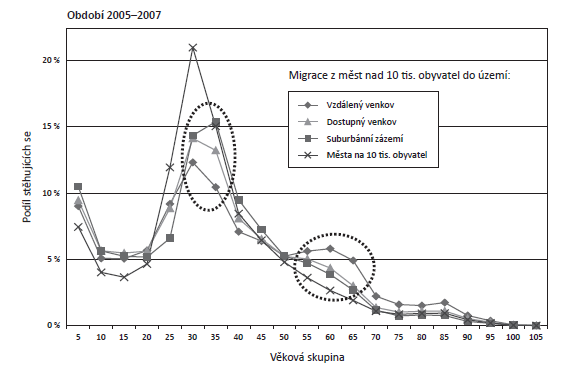 Období 2005–2007
20 %
15 %
10 %
5 %
0 %
Podíl stěhujících se
Migrace z měst nad 10 tis. obyvatel do území:
Vzdálený venkov
Dostupný venkov
Suburbánní zázemí
Města na 10 tis. obyvatel
5 10 15 20 25 30 35 40 45 50 55 60 65 70 75 80 85 90 95 100 105
Věková skupina